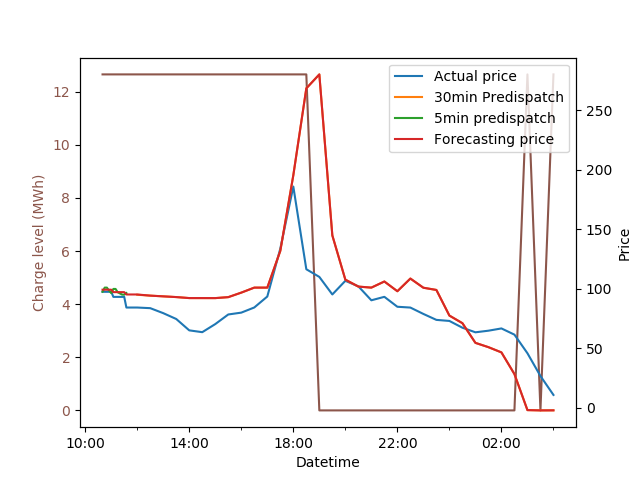 Actual price
30min Predispatch
5min predispatch
Forecasting price
12
10
8
6
4
2
0
Charge level (MWh)
250
200
150
100
50
0
Price
10:00 14:00 18:00 22:00 02:00
Datetime